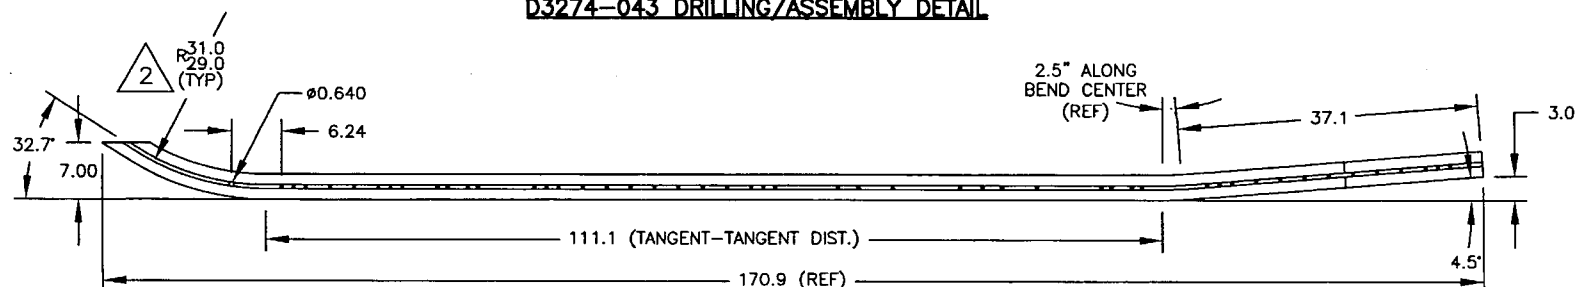 D3274-043 DRILLING/ASSEMBLY DETAIL
2
R31.0
29.0
(TYP)
ø0.640
6.24
2.5" ALONG
BEND CENTER
(REF)
37.1
3.0
32.7°
7.00
111.1 (TANGENT-TANGENT DIST.)
4.5°
170.9 (REF)